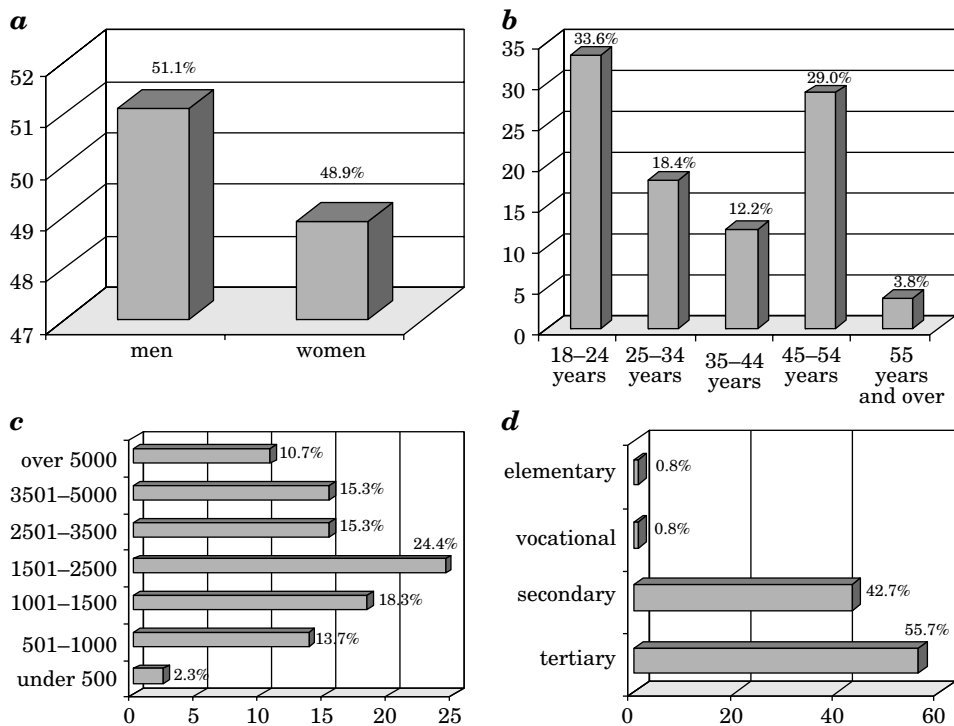 a
52
51
50
49
48
47
51.1%
48.9%
men
women
b
35
30
25
20
15
10
5
0
33.6%
18.4%
12.2%
29.0%
3.8%
18–24
years
25–34
years
35–44
years
45–54
years
55
years
and over
c
over 5000
10.7%
3501–5000
15.3%
2501–3500
15.3%
1501–2500
24.4%
1001–1500
18.3%
501–1000
13.7%
under 500
2.3%
0
5
10
15
20
25
d
elementary
0.8%
vocational
0.8%
secondary
42.7%
tertiary
55.7%
0
20
40
60